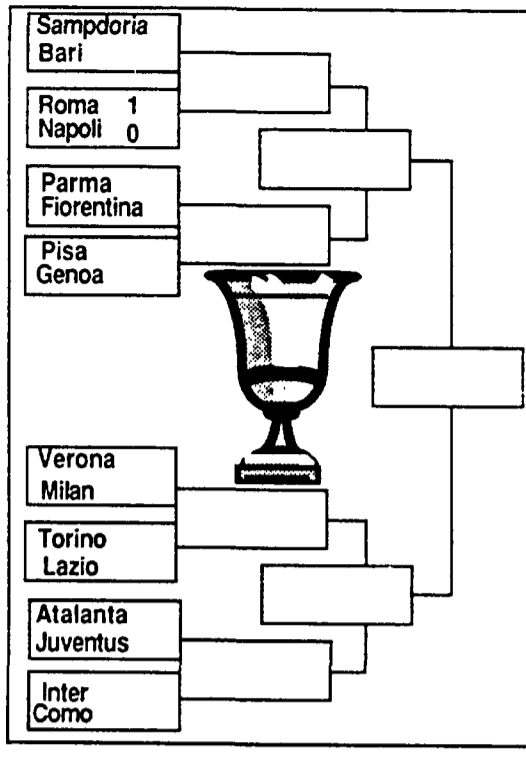 Sampdoria
Bari
Roma 1
Napoli 0
Parma
Fiorentina
Pisa
Genoa
Verona
Milan
Torino
Lazio
Atalanta
Juventus
Inter
Como